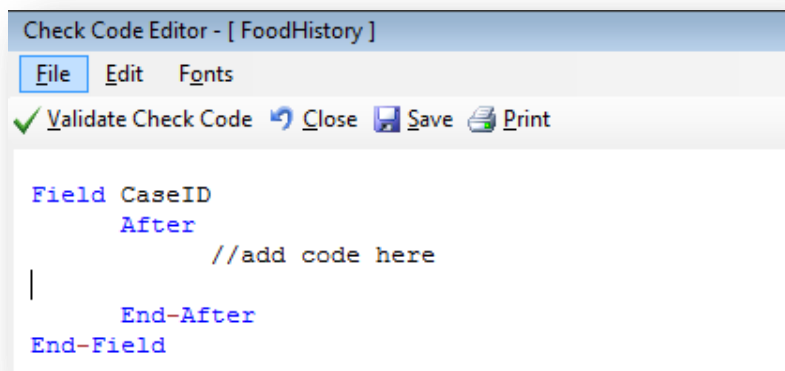 Check Code Editor - [ FoodHistory ]
File Edit Fonts
Validate Check Code Close Save Print
Field CaseID
After
//add code here
End-After
End-Field